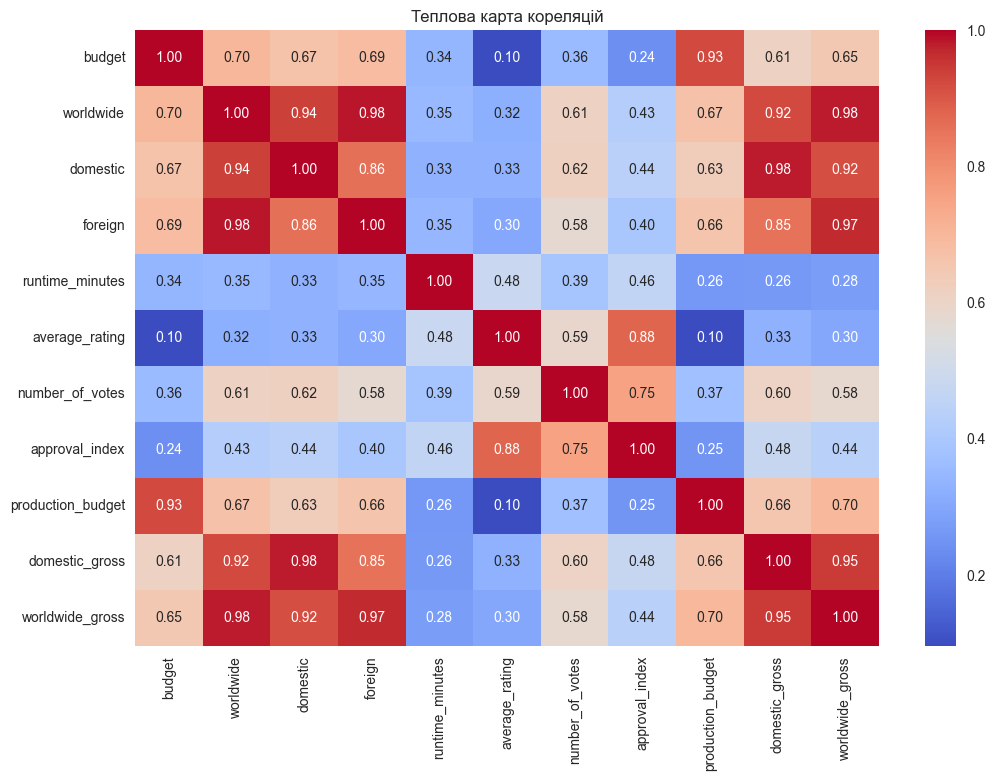 Теплова карта кореляцій
budget 1.00 0.70 0.67 0.69 0.34 0.10 0.36 0.24 0.93 0.61 0.65
worldwide 0.70 1.00 0.94 0.98 0.35 0.32 0.61 0.43 0.67 0.92 0.98
domestic 0.67 0.94 1.00 0.86 0.33 0.33 0.62 0.44 0.63 0.98 0.92
foreign 0.69 0.98 0.86 1.00 0.35 0.30 0.58 0.40 0.66 0.85 0.97
runtime_minutes 0.34 0.35 0.33 0.35 1.00 0.48 0.39 0.46 0.26 0.26 0.28
average_rating 0.10 0.32 0.33 0.30 0.48 1.00 0.59 0.88 0.10 0.33 0.30
number_of_votes 0.36 0.61 0.62 0.58 0.39 0.59 1.00 0.75 0.37 0.60 0.58
approval_index 0.24 0.43 0.44 0.40 0.46 0.88 0.75 1.00 0.25 0.48 0.44
production_budget 0.93 0.67 0.63 0.66 0.26 0.10 0.37 0.25 1.00 0.66 0.70
domestic_gross 0.61 0.92 0.98 0.85 0.26 0.33 0.60 0.48 0.66 1.00 0.95
worldwide_gross 0.65 0.98 0.92 0.97 0.28 0.30 0.58 0.44 0.70 0.95 1.00
budget
worldwide
domestic
foreign
runtime_minutes
average_rating
number_of_votes
approval_index
production_budget
domestic_gross
worldwide_gross
1.0
0.8
0.6
0.4
0.2